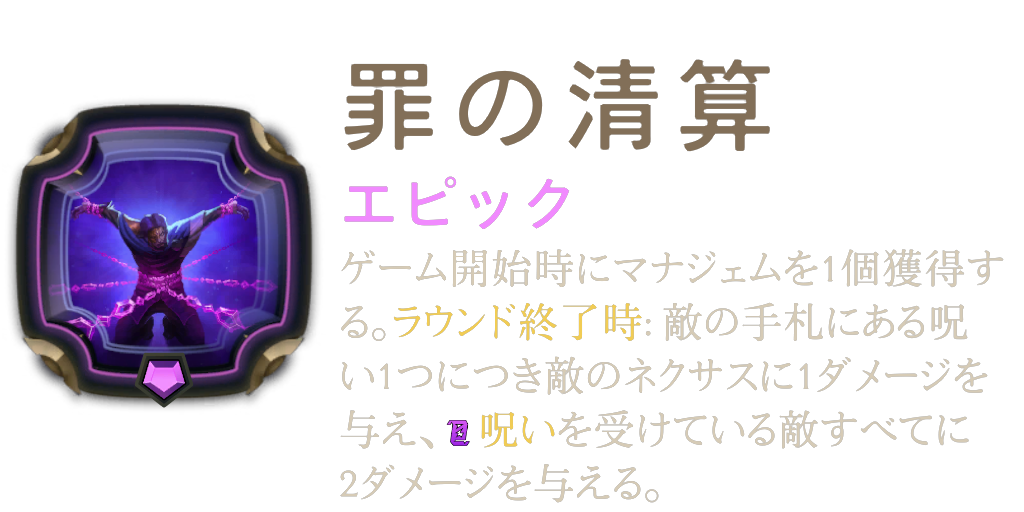 罪の清算
エピック
ゲーム開始時にマナジェムを1個獲得す
る。ラウンド終了時: 敵の手札にある呪
い1つにつき敵のネクサスに1ダメージを
与え、呪いを受けている敵すべてに
2ダメージを与える。